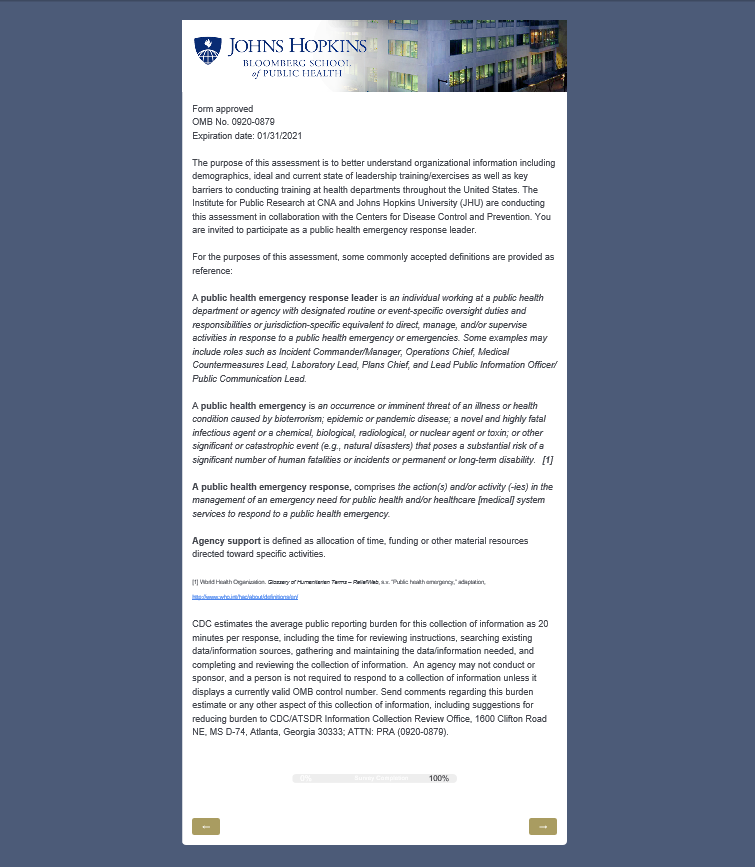 JOHNS HOPKINS
BLOOMBERG SCHOOL
of PUBLIC HEALTH
Form approved
OMB No. 0920-0879
Expiration date: 01/31/2021
The purpose of this assessment is to better understand organizational information including
demographics, ideal and current state of leadership training/exercises as well as key
barriers to conducting training at health departments throughout the United States. The
Institute for Public Research at CNA and Johns Hopkins University (JHU) are conducting
this assessment in collaboration with the Centers for Disease Control and Prevention. You
are invited to participate as a public health emergency response leader.
For the purposes of this assessment, some commonly accepted definitions are provided as
reference:
A public health emergency response leader is an individual working at a public health
department or agency with designated routine or event-specific oversight duties and
responsibilities or jurisdiction-specific equivalent to direct, manage, and/or supervise
activities in response to a public health emergency or emergencies. Some examples may
include roles such as Incident Commander/Manager, Operations Chief, Medical
Countermeasures Lead, Laboratory Lead, Plans Chief, and Lead Public Information Officer/
Public Communication Lead.
A public health emergency is an occurrence or imminent threat of an illness or health
condition caused by bioterrorism; epidemic or pandemic disease; a novel and highly fatal
infectious agent or a chemical, biological, radiological, or nuclear agent or toxin; or other
significant or catastrophic event (e.g., natural disasters) that poses a substantial risk of a
significant number of human fatalities or incidents or permanent or long-term disability. [1]
A public health emergency response, comprises the action(s) and/or activity (-ies) in the
management of an emergency need for public health and/or healthcare [medical] system
services to respond to a public health emergency.
Agency support is defined as allocation of time, funding or other material resources
directed toward specific activities.
[1] World Health Organization. Glossary of Humanitarian Terms – ReliefWeb, s.v. "Public health emergency," adaptation,
http://www.who.int/hac/about/definitions/en/
CDC estimates the average public reporting burden for this collection of information as 20
minutes per response, including the time for reviewing instructions, searching existing
data/information sources, gathering and maintaining the data/information needed, and
completing and reviewing the collection of information. An agency may not conduct or
sponsor, and a person is not required to respond to a collection of information unless it
displays a currently valid OMB control number. Send comments regarding this burden
estimate or any other aspect of this collection of information, including suggestions for
reducing burden to CDC/ATSDR Information Collection Review Office, 1600 Clifton Road
NE, MS D-74, Atlanta, Georgia 30333; ATTN: PRA (0920-0879).
0% Survey Completion 100%
← →